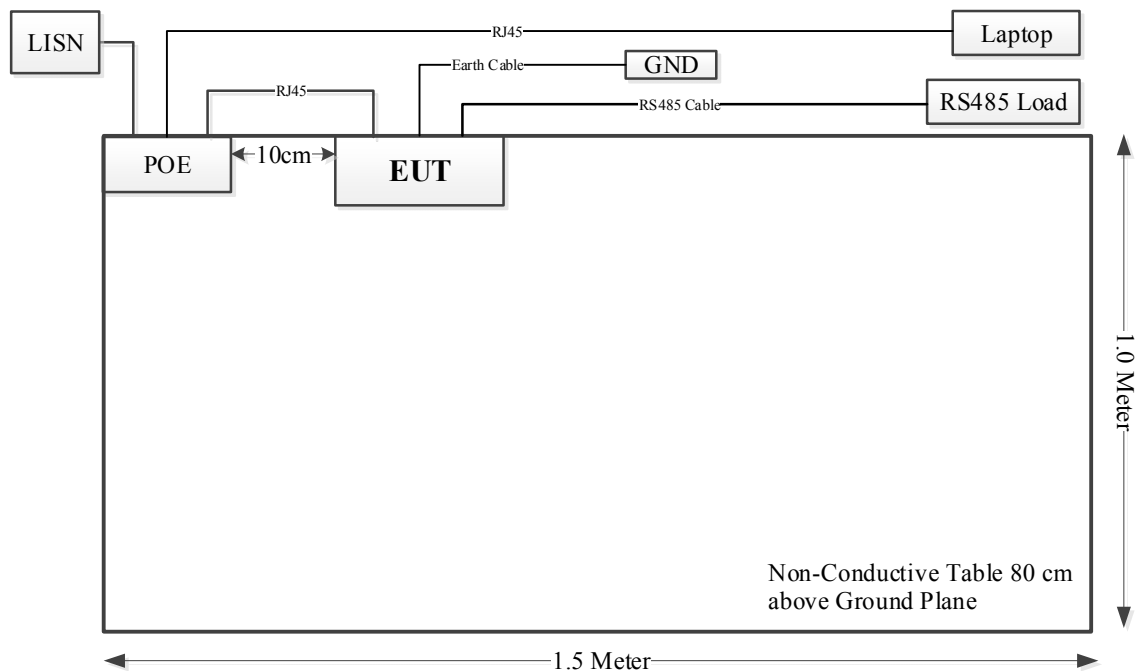 LISN
RJ45
Laptop
Earth Cable
GND
RJ45
RS485 Cable
RS485 Load
POE
10cm
EUT
1.0 Meter
Non-Conductive Table 80 cm
above Ground Plane
1.5 Meter